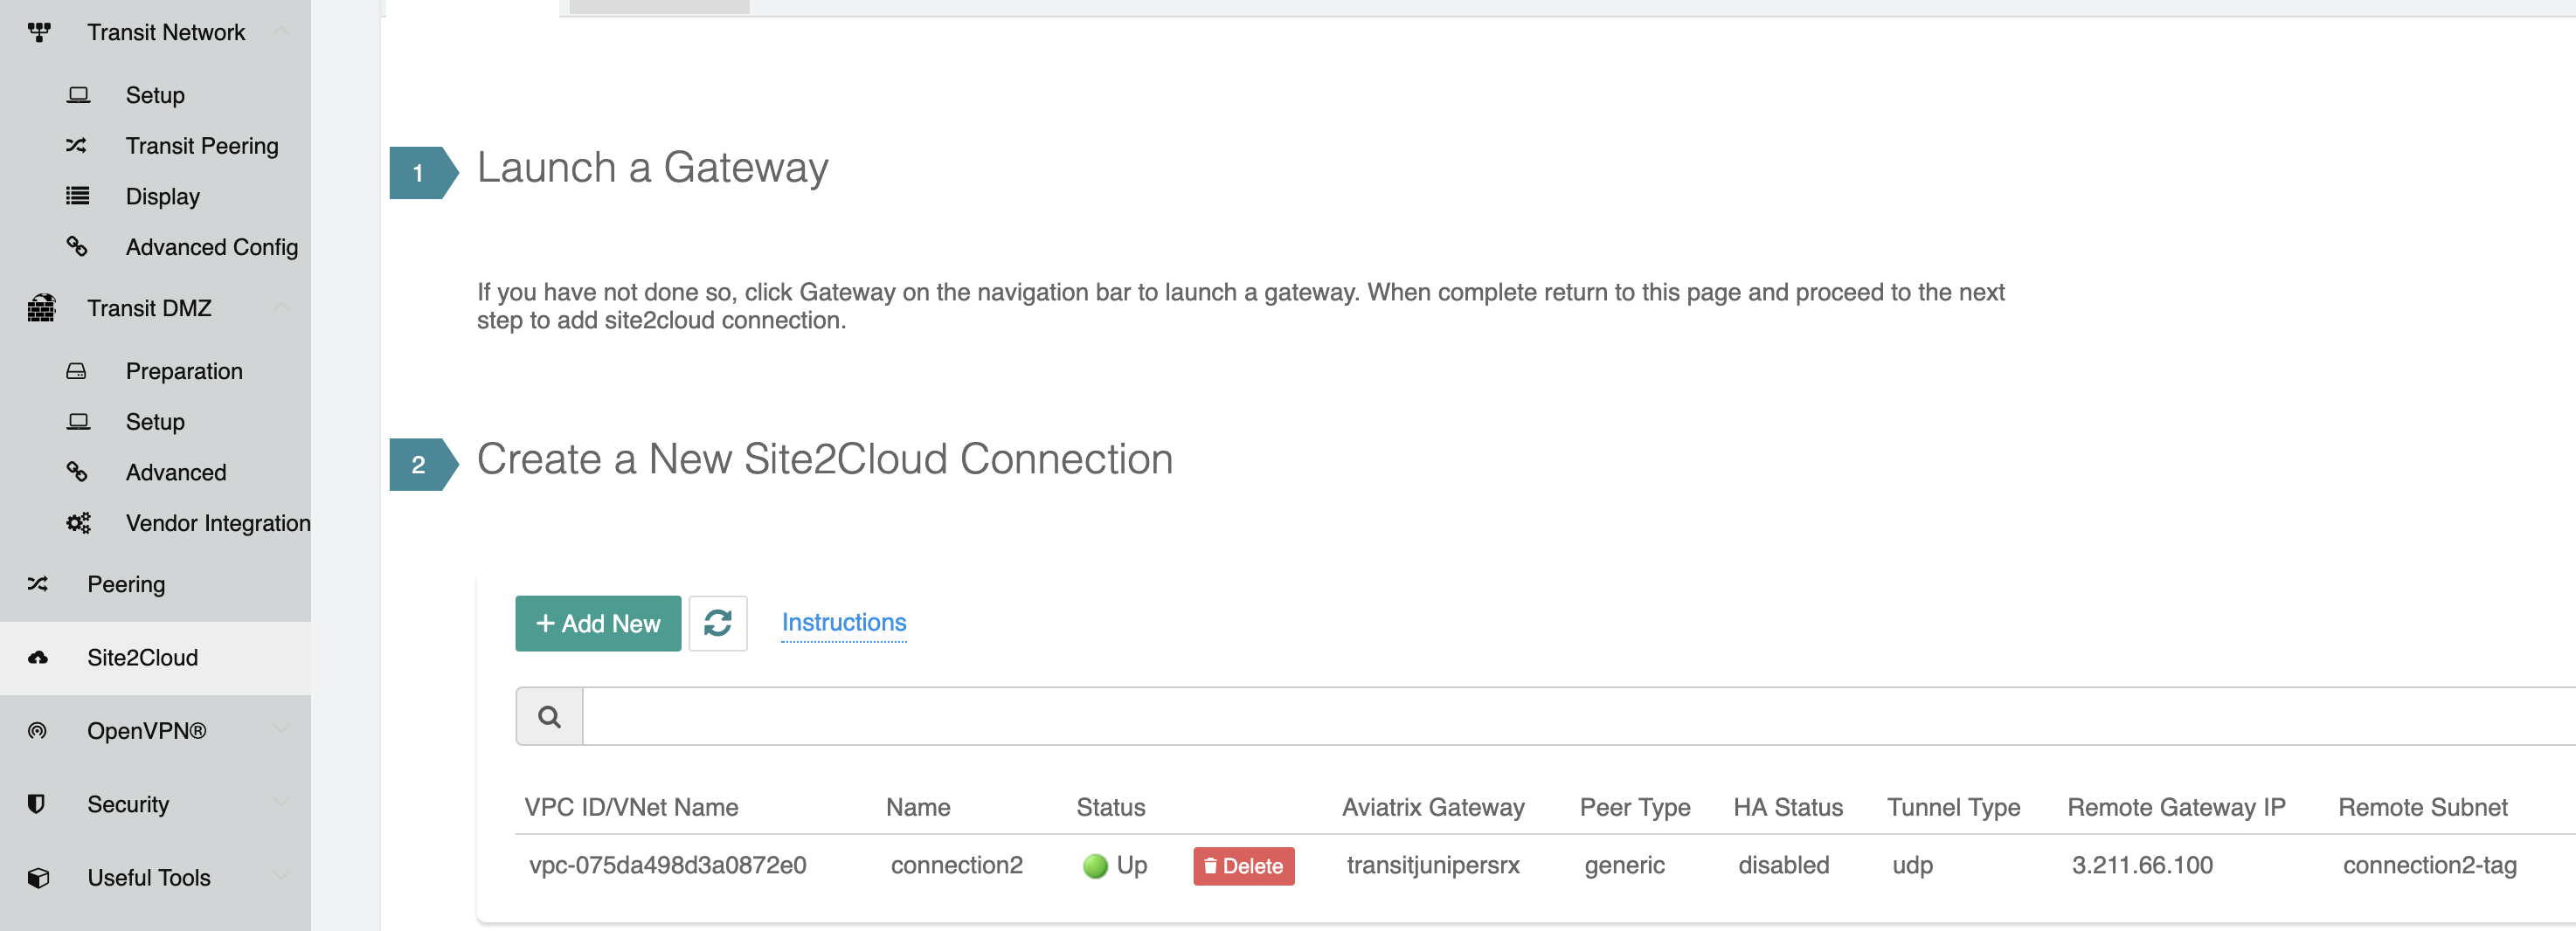 Transit Network
Setup
Transit Peering
Display
Advanced Config
Transit DMZ
Preparation
Setup
Advanced
Vendor Integration
Peering
Site2Cloud
OpenVPN®
Security
Useful Tools
1 Launch a Gateway
If you have not done so, click Gateway on the navigation bar to launch a gateway. When complete return to this page and proceed to the next
step to add site2cloud connection.
2 Create a New Site2Cloud Connection
+ Add New Instructions
VPC ID/VNet Name Name Status Aviatrix Gateway Peer Type HA Status Tunnel Type Remote Gateway IP Remote Subnet
vpc-075da498d3a0872e0 connection2 Up Delete transitjunipersrx generic disabled udp 3.211.66.100 connection2-tag